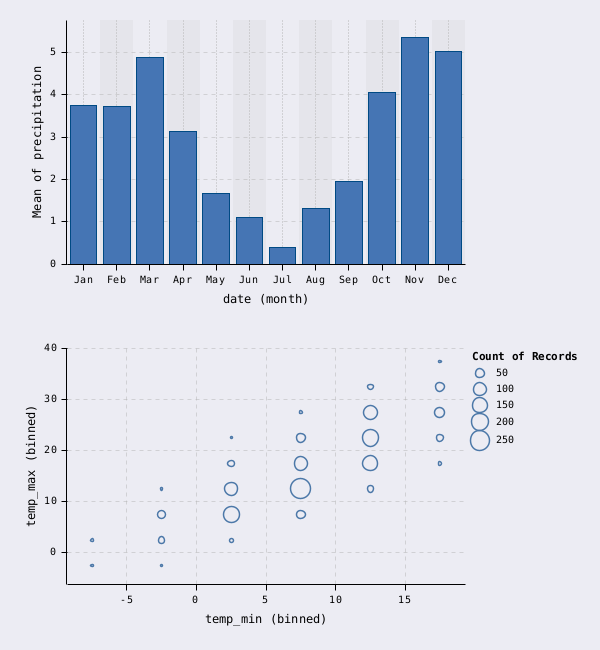 5
4
3
2
1
0
Mean of precipitation
Jan Feb Mar Apr May Jun Jul Aug Sep Oct Nov Dec
date (month)
40
30
20
10
0
temp_max (binned)
-5 0 5 10 15
temp_min (binned)
Count of Records
50
100
150
200
250